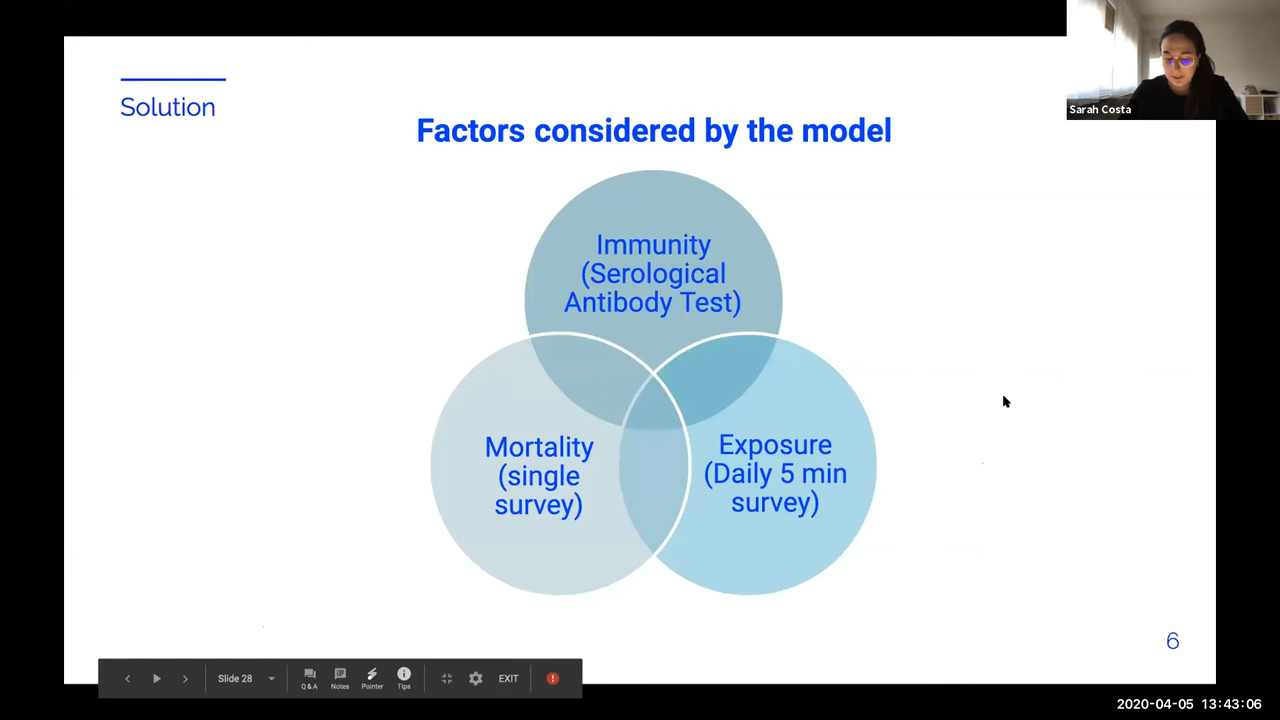 Solution
Factors considered by the model
Sarah Costa
Immunity
(Serological
Antibody Test)
Mortality
(single
survey)
Exposure
(Daily 5 min
survey)
6
Slide 28
Q & A
Notes
Pointer
Tips
EXIT
2020-04-05 13:43:06